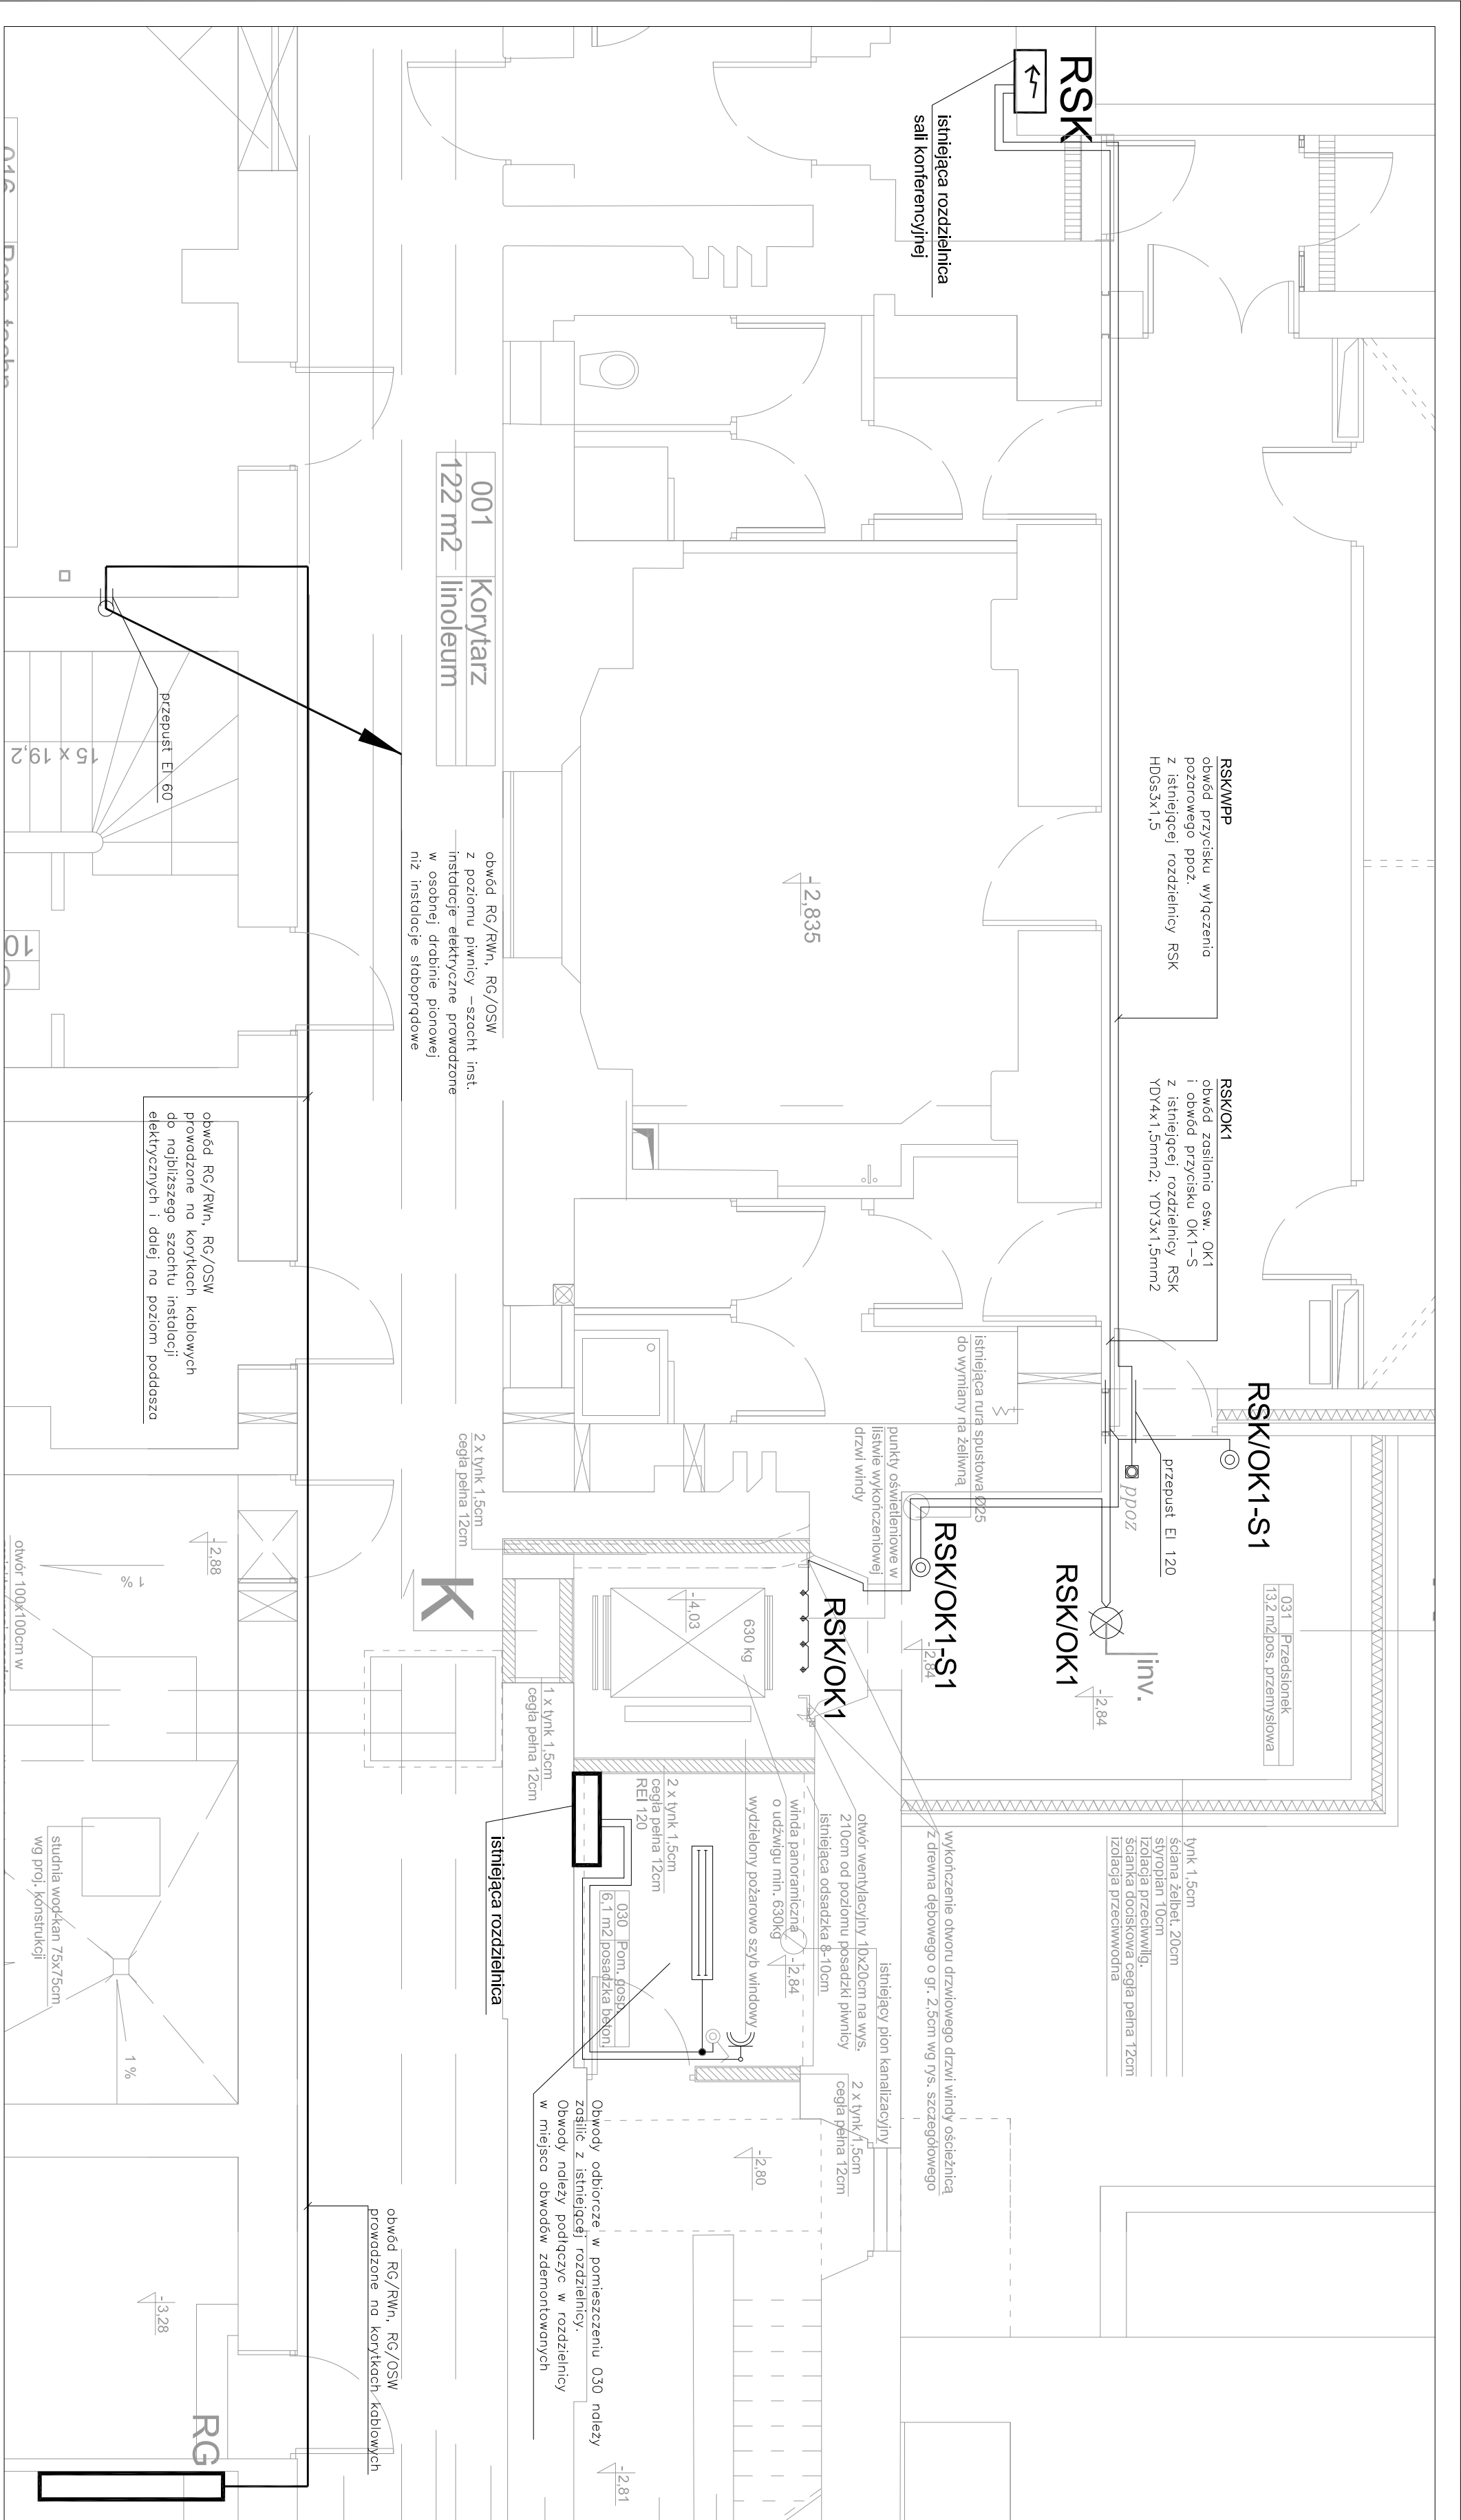 RSK
istniejąca rozdzielnica
sali konferencyjnej
RSK/WPP
obwód przycisku wyłączenia
pożarowego ppoż.
z istniejącej rozdzielnicy RSK
HDGs3x1,5
RSK/OK1
obwód zasilania ośw. OK1
i obwód przycisku OK1-S
z istniejącej rozdzielnicy RSK
YDY4x1,5mm2; YDY3x1,5mm2
RSK/OK1-S1
przepust EI 120
ppoz
031 Przedsionek
13,2 m2 pos. przemysłowa
inv.
-2,84
RSK/OK1
RSK/OK1-S1
-2,84
RSK/OK1
tynk 1,5cm
ściana żelbet. 20cm
styropian 10cm
izolacja przeciwwilg.
ścianka dociskowa cegła pełna 12cm
izolacja przeciwwodna
istniejąca rura spustowa Ø25
do wymiany na żeliwną
punkty oświetleniowe w
listwie wykończeniowej
drzwi windy
wykończenie otworu drzwiowego drzwi windy ościeżnicą
z drewna dębowego o gr. 2,5cm wg rys. szczegółowego
istniejący pion kanalizacyjny
otwór wentylacyjny 10x20cm na wys.
210cm od poziomu posadzki piwnicy
istniejąca odsadzka 8-10cm
winda panoramiczna
o udźwigu min. 630kg
-2,84
wydzielony pożarowo szyb windowy
2 x tynk 1,5cm
cegła pełna 12cm
-2,80
630 kg
-4,03
2 x tynk 1,5cm
cegła pełna 12cm
REI 120
030 Pom. gosp.
6,1 m2 posadzka beton.
1 x tynk 1,5cm
cegła pełna 12cm
istniejąca rozdzielnica
2 x tynk 1,5cm
cegła pełna 12cm
K
Obwody odbiorcze w pomieszczeniu 030 należy
zasilić z istniejącej rozdzielnicy.
Obwody należy podłączyc w rozdzielnicy
w miejsca obwodów zdemontowanych
-2,81
-2,835
001 Korytarz
122 m2 linoleum
obwód RG/RWn, RG/OSW
z poziomu piwnicy -szacht inst.
instalacje elektryczne prowadzone
w osobnej drabinie pionowej
niż instalacje słaboprądowe
przepust EI 60
15 x 19,2
obwód RG/RWn, RG/OSW
prowadzone na korytkach kablowych
do najbliższego szachtu instalacji
elektrycznych i dalej na poziom poddasza
-2,88
1 %
otwór 100x100cm w
studnia wod-kan 75x75cm
wg proj. konstrukcji
1 %
obwód RG/RWn, RG/OSW
prowadzone na korytkach kablowych
-3,28
RG
016 Pom. techn.
10